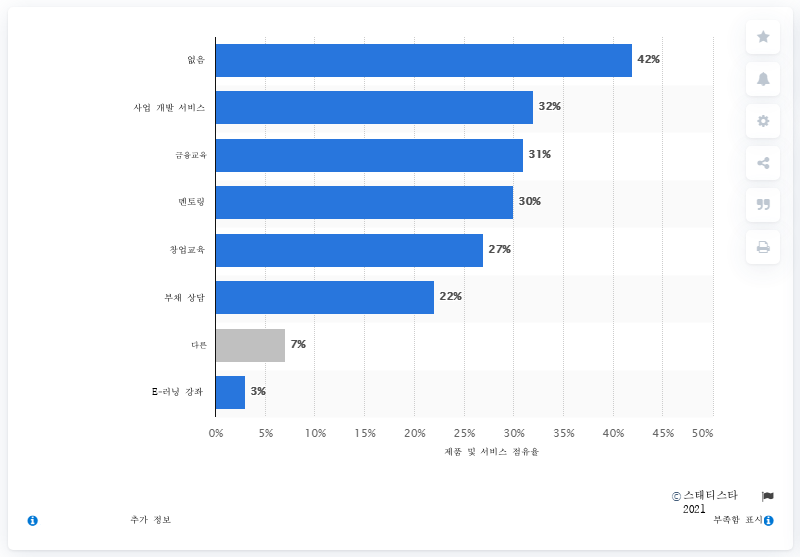 없음
42%
사업 개발 서비스
32%
금융교육
31%
멘토링
30%
창업교육
27%
부채 상담
22%
다른
7%
E-러닝 강좌
3%
0% 5% 10% 15% 20% 25% 30% 35% 40% 45% 50%
제품 및 서비스 점유율
© 스태티스타
2021
추가 정보
부족함 표시